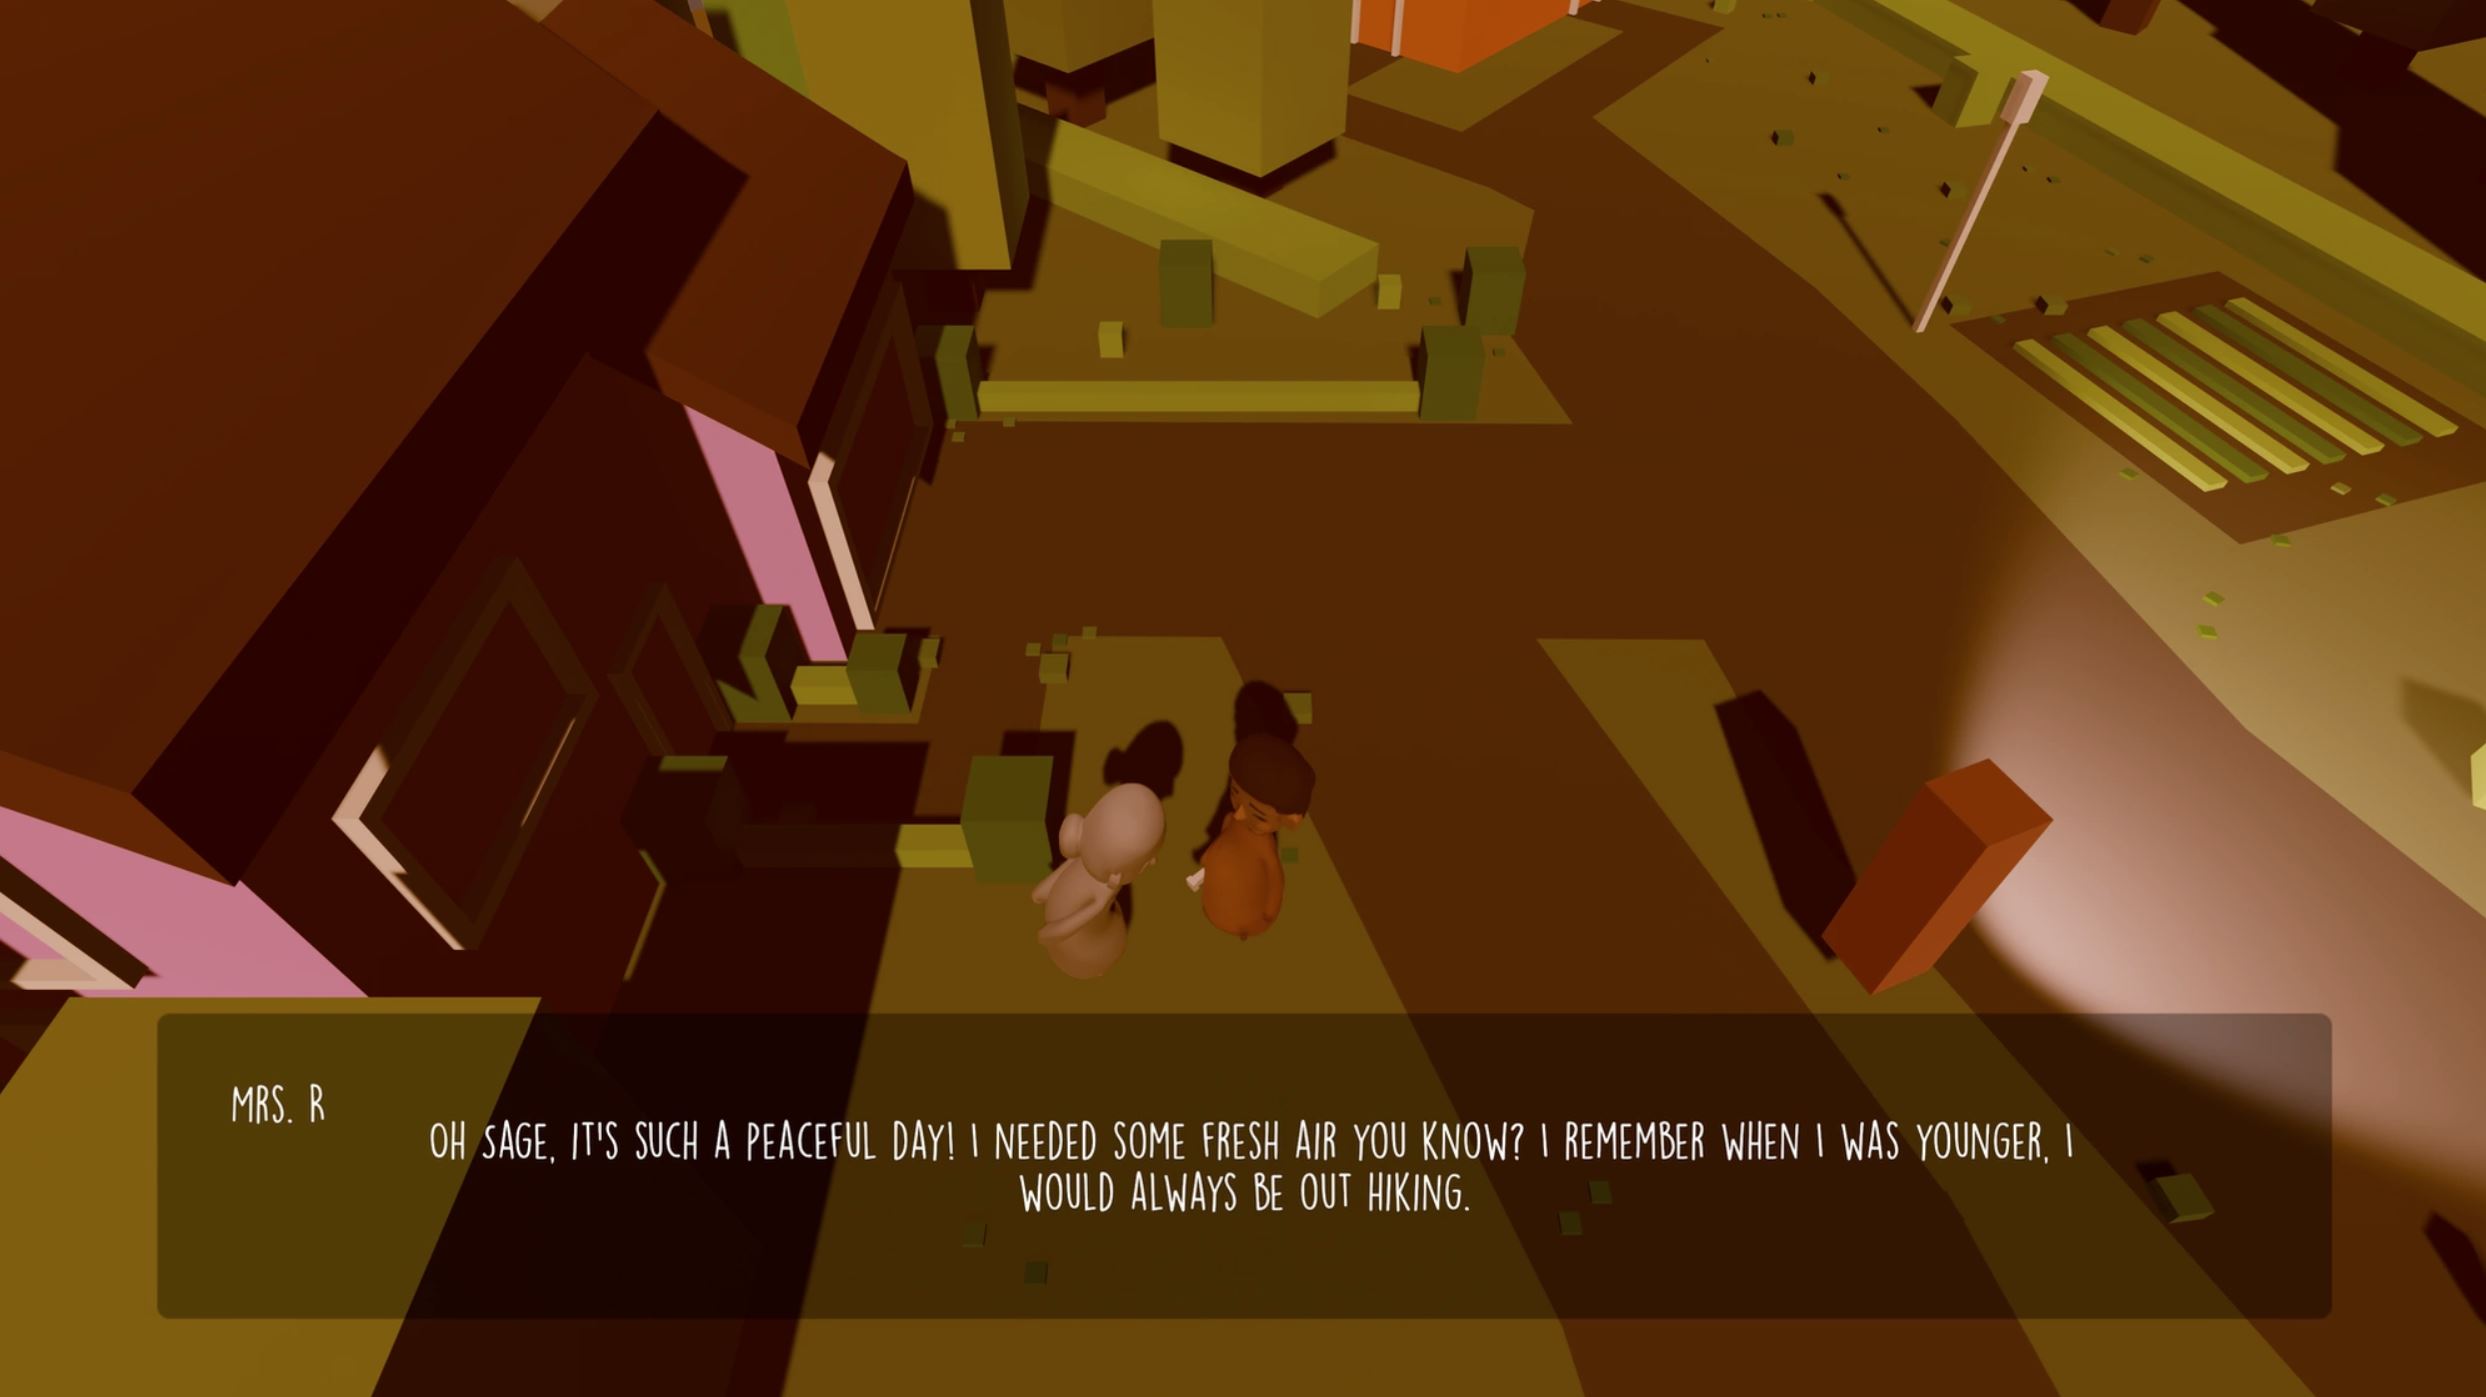 MRS. R
OH SAGE, IT'S SUCH A PEACEFUL DAY! I NEEDED SOME FRESH AIR YOU KNOW? I REMEMBER WHEN I WAS YOUNGER, I
WOULD ALWAYS BE OUT HIKING.